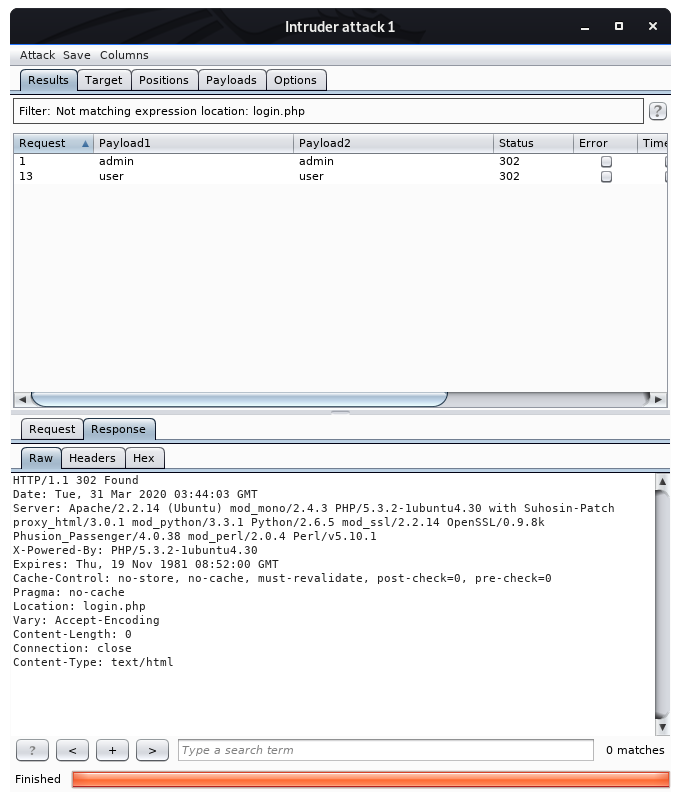 Intruder attack 1
Attack Save Columns
Results Target Positions Payloads Options
Filter: Not matching expression location: login.php ?
Request Payload1 Payload2 Status Error Time
1 admin admin 302
13 user user 302
Request Response
Raw Headers Hex
HTTP/1.1 302 Found
Date: Tue, 31 Mar 2020 03:44:03 GMT
Server: Apache/2.2.14 (Ubuntu) mod_mono/2.4.3 PHP/5.3.2-1ubuntu4.30 with Suhosin-Patch
proxy_html/3.0.1 mod_python/3.3.1 Python/2.6.5 mod_ssl/2.2.14 OpenSSL/0.9.8k
Phusion_Passenger/4.0.38 mod_perl/2.0.4 Perl/v5.10.1
X-Powered-By: PHP/5.3.2-1ubuntu4.30
Expires: Thu, 19 Nov 1981 08:52:00 GMT
Cache-Control: no-store, no-cache, must-revalidate, post-check=0, pre-check=0
Pragma: no-cache
Location: login.php
Vary: Accept-Encoding
Content-Length: 0
Connection: close
Content-Type: text/html
? < + > Type a search term 0 matches
Finished